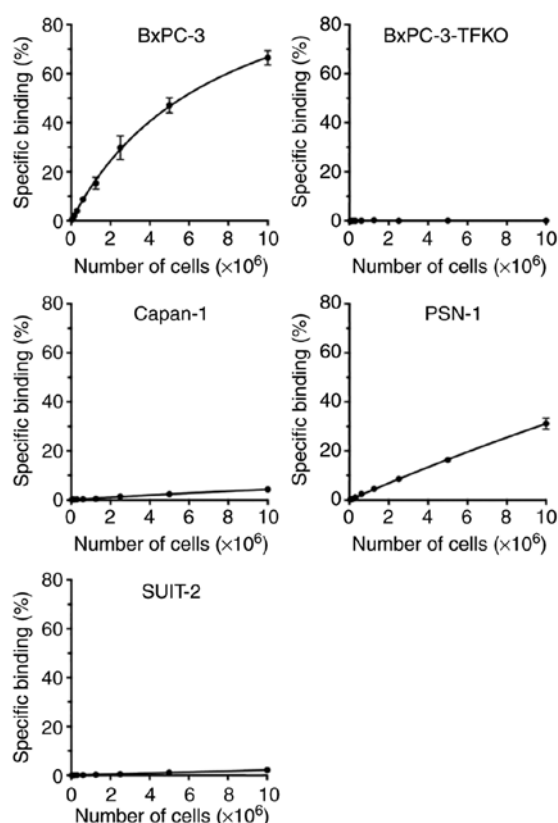 BxPC-3
BxPC-3-TFKO
Specific binding (%)
80
60
40
20
0
0 2 4 6 8 10
Number of cells (×10⁶)
Specific binding (%)
80
60
40
20
0
0 2 4 6 8 10
Number of cells (×10⁶)
Capan-1
PSN-1
Specific binding (%)
80
60
40
20
0
0 2 4 6 8 10
Number of cells (×10⁶)
Specific binding (%)
80
60
40
20
0
0 2 4 6 8 10
Number of cells (×10⁶)
SUIT-2
Specific binding (%)
80
60
40
20
0
0 2 4 6 8 10
Number of cells (×10⁶)